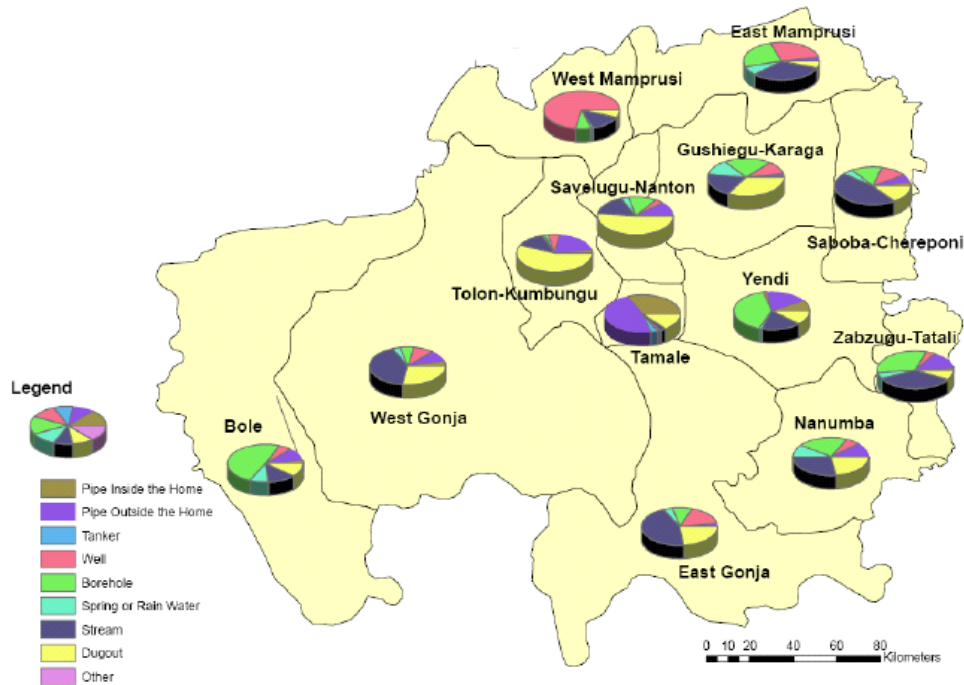 East Mamprusi
West Mamprusi
Gushiegu-Karaga
Savelugu-Nanton
Saboba-Chereponi
Yendi
Tolon-Kumbungu
Tamale
Zabzugu-Tatali
West Gonja
Nanumba
Bole
East Gonja
Legend
Pipe Inside the Home
Pipe Outside the Home
Tanker
Well
Borehole
Spring or Rain Water
Stream
Dugout
Other
0 10 20 40 60 80
Kilometers